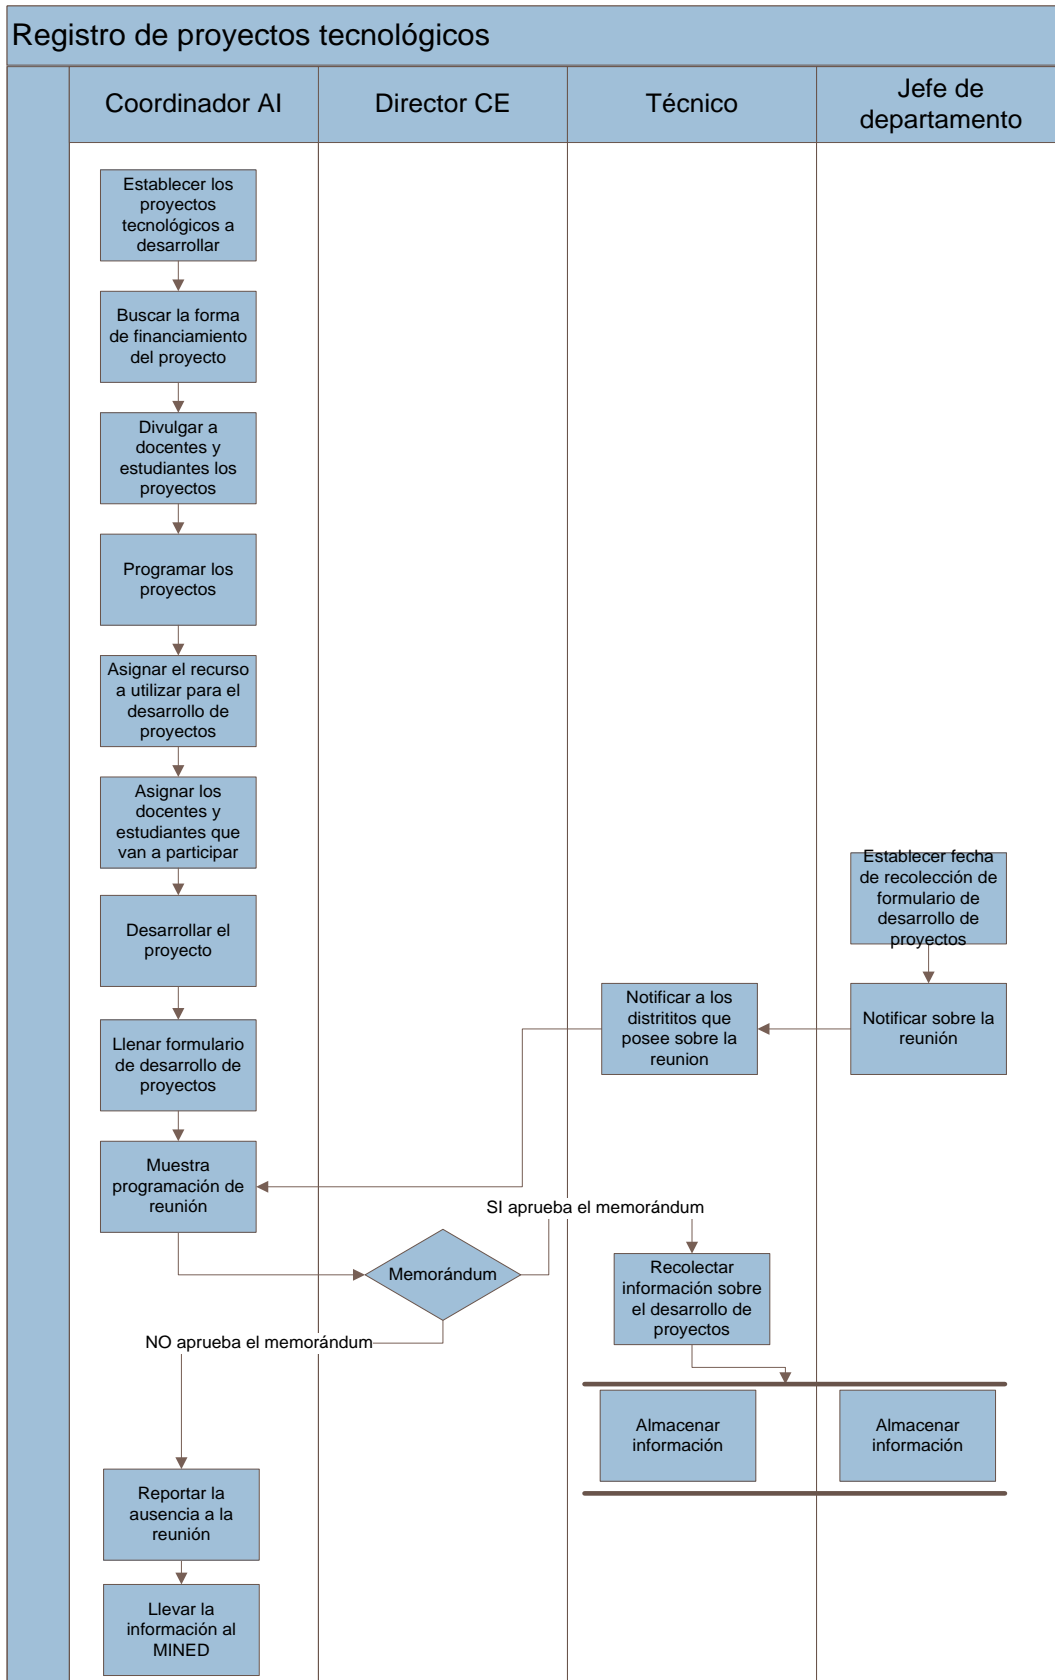 Registro de proyectos tecnológicos
Coordinador AI
Director CE
Técnico
Jefe de
departamento
Establecer los
proyectos
tecnológicos a
desarrollar
Buscar la forma
de financiamiento
del proyecto
Divulgar a
docentes y
estudiantes los
proyectos
Programar los
proyectos
Asignar el recurso
a utilizar para el
desarrollo de
proyectos
Asignar los
docentes y
estudiantes que
van a participar
Establecer fecha
de recolección de
formulario de
desarrollo de
proyectos
Desarrollar el
proyecto
Notificar a los
distrititos que
posee sobre la
reunion
Notificar sobre la
reunión
Llenar formulario
de desarrollo de
proyectos
Muestra
programación de
reunión
SI aprueba el memorándum
Memorándum
Recolectar
información sobre
el desarrollo de
proyectos
NO aprueba el memorándum
Almacenar
información
Almacenar
información
Reportar la
ausencia a la
reunión
Llevar la
información al
MINED